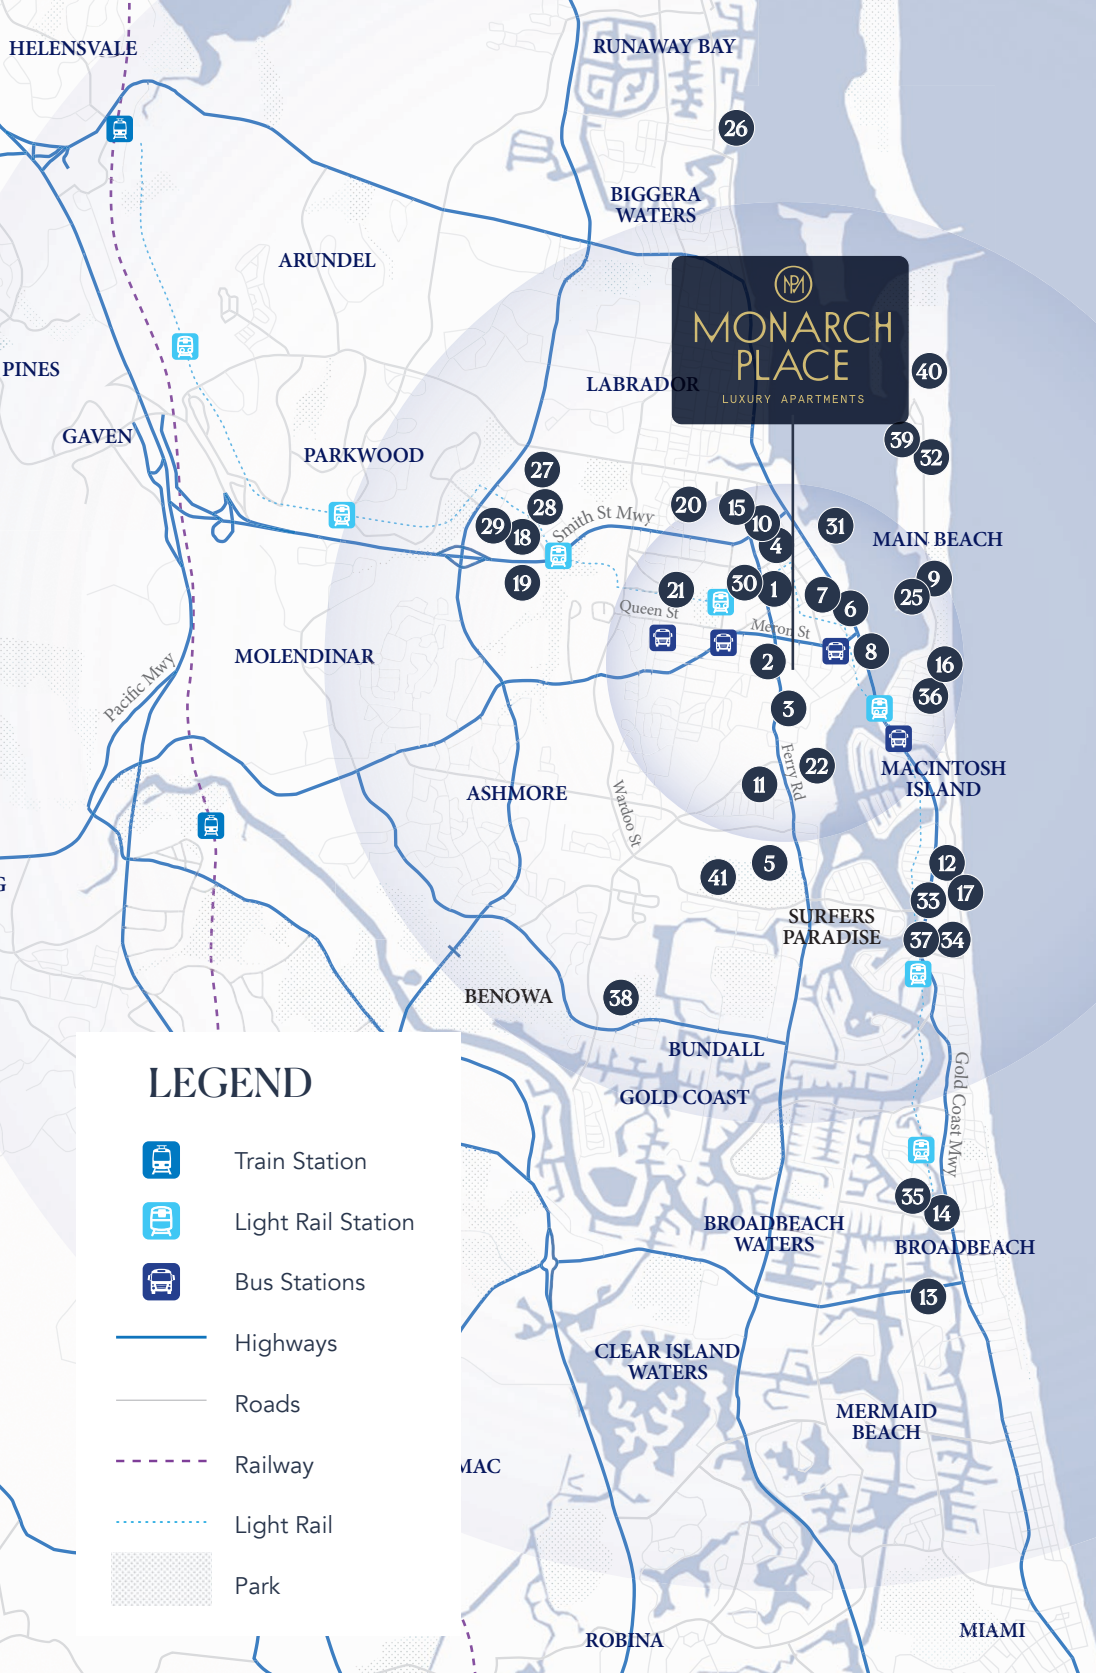 HELENSVALE
RUNAWAY BAY
26
BIGGERA
WATERS
ARUNDEL
MONARCH
PLACE
LUXURY APARTMENTS
PINES
40
LABRADOR
GAVEN
PARKWOOD
39
32
27
28
29
18
Smith St Mwy
20
15
10
4
31
MAIN BEACH
19
21
30
1
7
6
9
25
Queen St
Meron St
MOLENDINAR
2
8
16
36
Pacific Mwy
3
Ferry Rd
22
11
MACINTOSH
ISLAND
ASHMORE
Wardoo St
5
41
12
17
33
G
SURFERS
PARADISE
37
34
BENOWA
38
BUNDALL
GOLD COAST
Gold Coast Mwy
35
14
BROADBEACH
WATERS
BROADBEACH
13
CLEAR ISLAND
WATERS
MERMAID
BEACH
MAC
ROBINA
MIAMI
LEGEND
Train Station
Light Rail Station
Bus Stations
Highways
Roads
Railway
Light Rail
Park